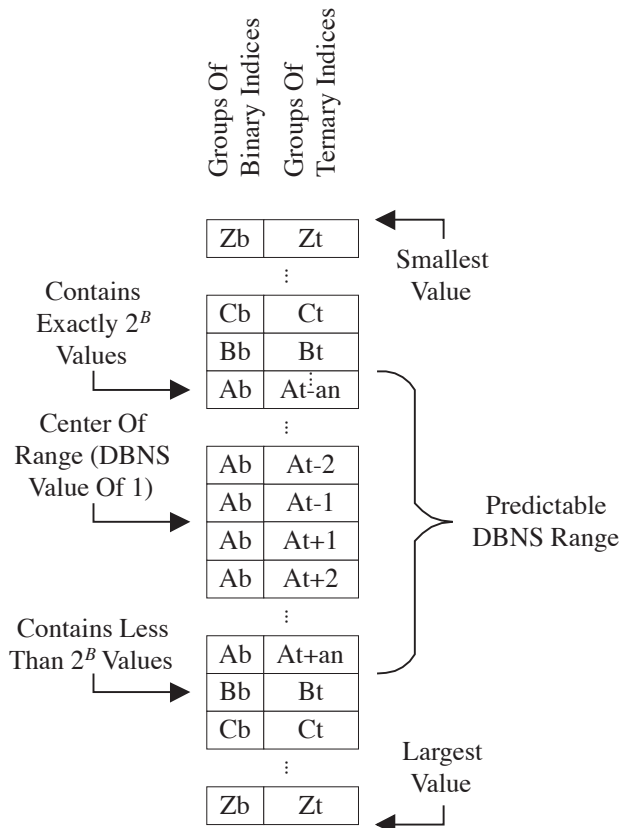 Groups Of
Binary Indices
Groups Of
Ternary Indices
Zb Zt
Smallest
Value
⋮
Contains
Exactly 2^B
Values
Cb Ct
Bb Bt
Ab At-an
⋮
Center Of
Range (DBNS
Value Of 1)
Ab At-2
Ab At-1
Ab At+1
Ab At+2
Predictable
DBNS Range
⋮
Contains Less
Than 2^B Values
Ab At+an
Bb Bt
Cb Ct
⋮
Largest
Value
Zb Zt